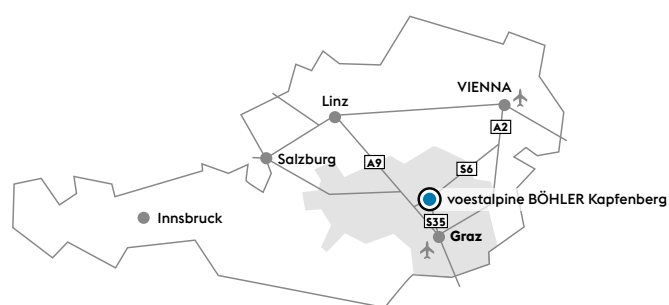 VIENNA
Linz
A2
Salzburg
A9
S6
voestalpine BÖHLER Kapfenberg
Innsbruck
S35
Graz